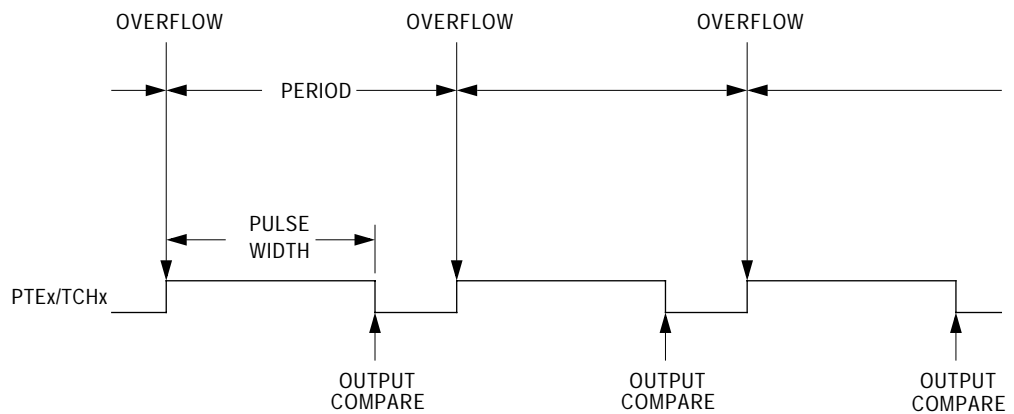 OVERFLOW OVERFLOW OVERFLOW
PERIOD
PULSE
WIDTH
PTEx/TCHx
OUTPUT
COMPARE
OUTPUT
COMPARE
OUTPUT
COMPARE